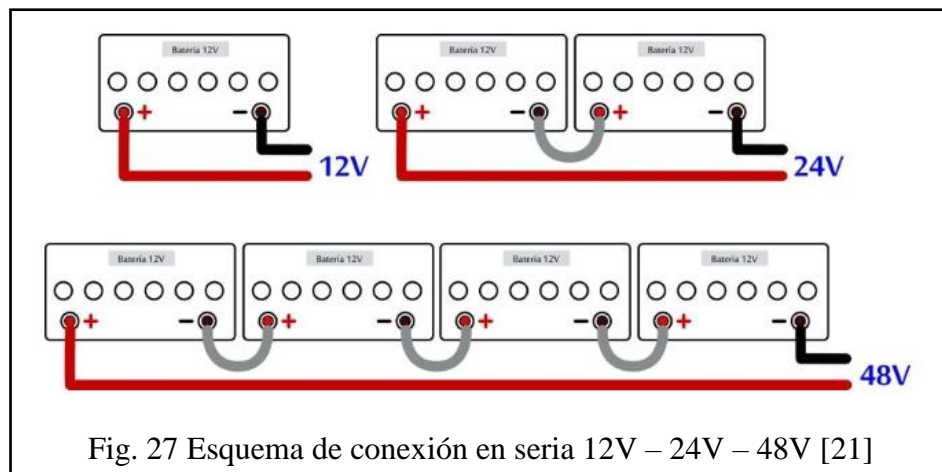 Batería 12V
+ −
12V
Batería 12V Batería 12V
+ − + −
24V
Batería 12V Batería 12V Batería 12V Batería 12V
+ − + − + − + −
48V
Fig. 27 Esquema de conexión en seria 12V – 24V – 48V [21]